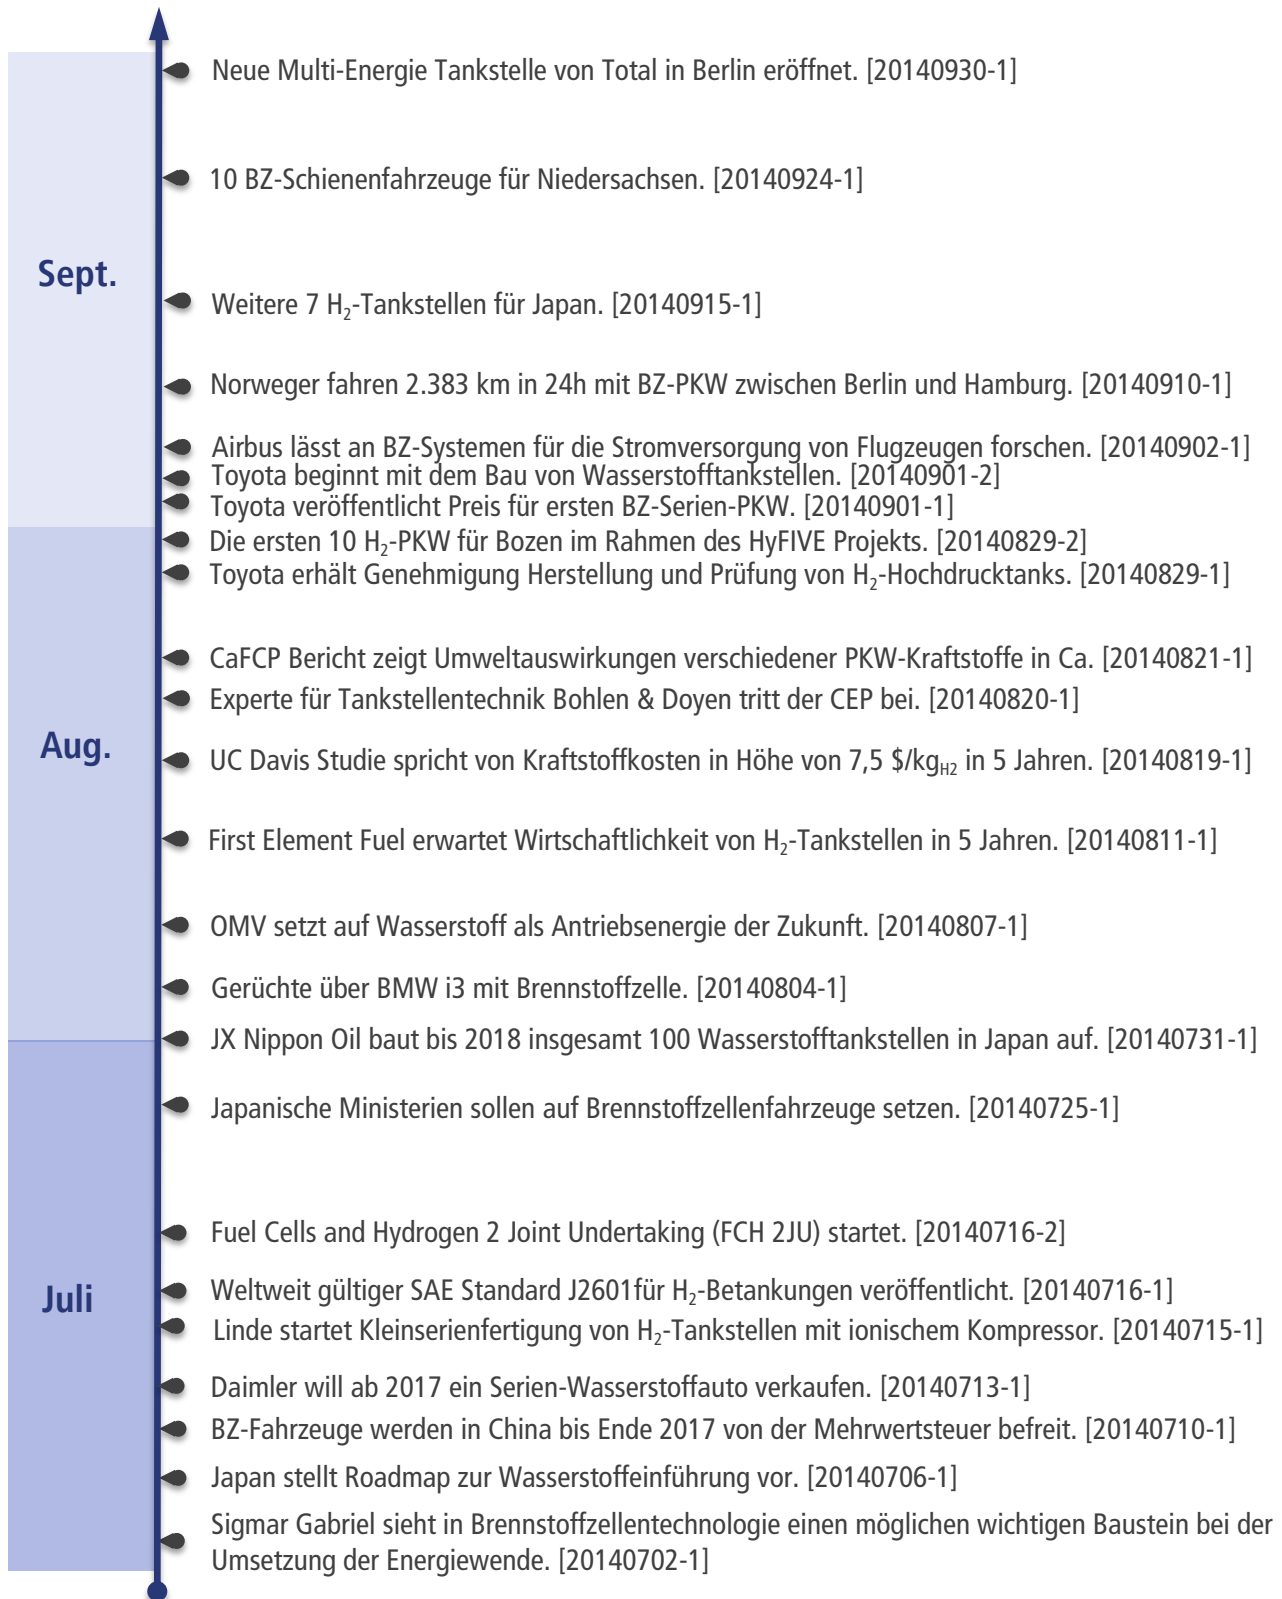 Neue Multi-Energie Tankstelle von Total in Berlin eröffnet. [20140930-1]
10 BZ-Schienenfahrzeuge für Niedersachsen. [20140924-1]
Sept.
Weitere 7 H₂-Tankstellen für Japan. [20140915-1]
Norweger fahren 2.383 km in 24h mit BZ-PKW zwischen Berlin und Hamburg. [20140910-1]
Airbus lässt an BZ-Systemen für die Stromversorgung von Flugzeugen forschen. [20140902-1]
Toyota beginnt mit dem Bau von Wasserstofftankstellen. [20140901-2]
Toyota veröffentlicht Preis für ersten BZ-Serien-PKW. [20140901-1]
Die ersten 10 H₂-PKW für Bozen im Rahmen des HyFIVE Projekts. [20140829-2]
Toyota erhält Genehmigung Herstellung und Prüfung von H₂-Hochdrucktanks. [20140829-1]
CaFCP Bericht zeigt Umweltauswirkungen verschiedener PKW-Kraftstoffe in Ca. [20140821-1]
Experte für Tankstellentechnik Bohlen & Doyen tritt der CEP bei. [20140820-1]
Aug.
UC Davis Studie spricht von Kraftstoffkosten in Höhe von 7,5 $/kgH2 in 5 Jahren. [20140819-1]
First Element Fuel erwartet Wirtschaftlichkeit von H₂-Tankstellen in 5 Jahren. [20140811-1]
OMV setzt auf Wasserstoff als Antriebsenergie der Zukunft. [20140807-1]
Gerüchte über BMW i3 mit Brennstoffzelle. [20140804-1]
JX Nippon Oil baut bis 2018 insgesamt 100 Wasserstofftankstellen in Japan auf. [20140731-1]
Japanische Ministerien sollen auf Brennstoffzellenfahrzeuge setzen. [20140725-1]
Fuel Cells and Hydrogen 2 Joint Undertaking (FCH 2JU) startet. [20140716-2]
Juli
Weltweit gültiger SAE Standard J2601für H₂-Betankungen veröffentlicht. [20140716-1]
Linde startet Kleinserienfertigung von H₂-Tankstellen mit ionischem Kompressor. [20140715-1]
Daimler will ab 2017 ein Serien-Wasserstoffauto verkaufen. [20140713-1]
BZ-Fahrzeuge werden in China bis Ende 2017 von der Mehrwertsteuer befreit. [20140710-1]
Japan stellt Roadmap zur Wasserstoffeinführung vor. [20140706-1]
Sigmar Gabriel sieht in Brennstoffzellentechnologie einen möglichen wichtigen Baustein bei der
Umsetzung der Energiewende. [20140702-1]